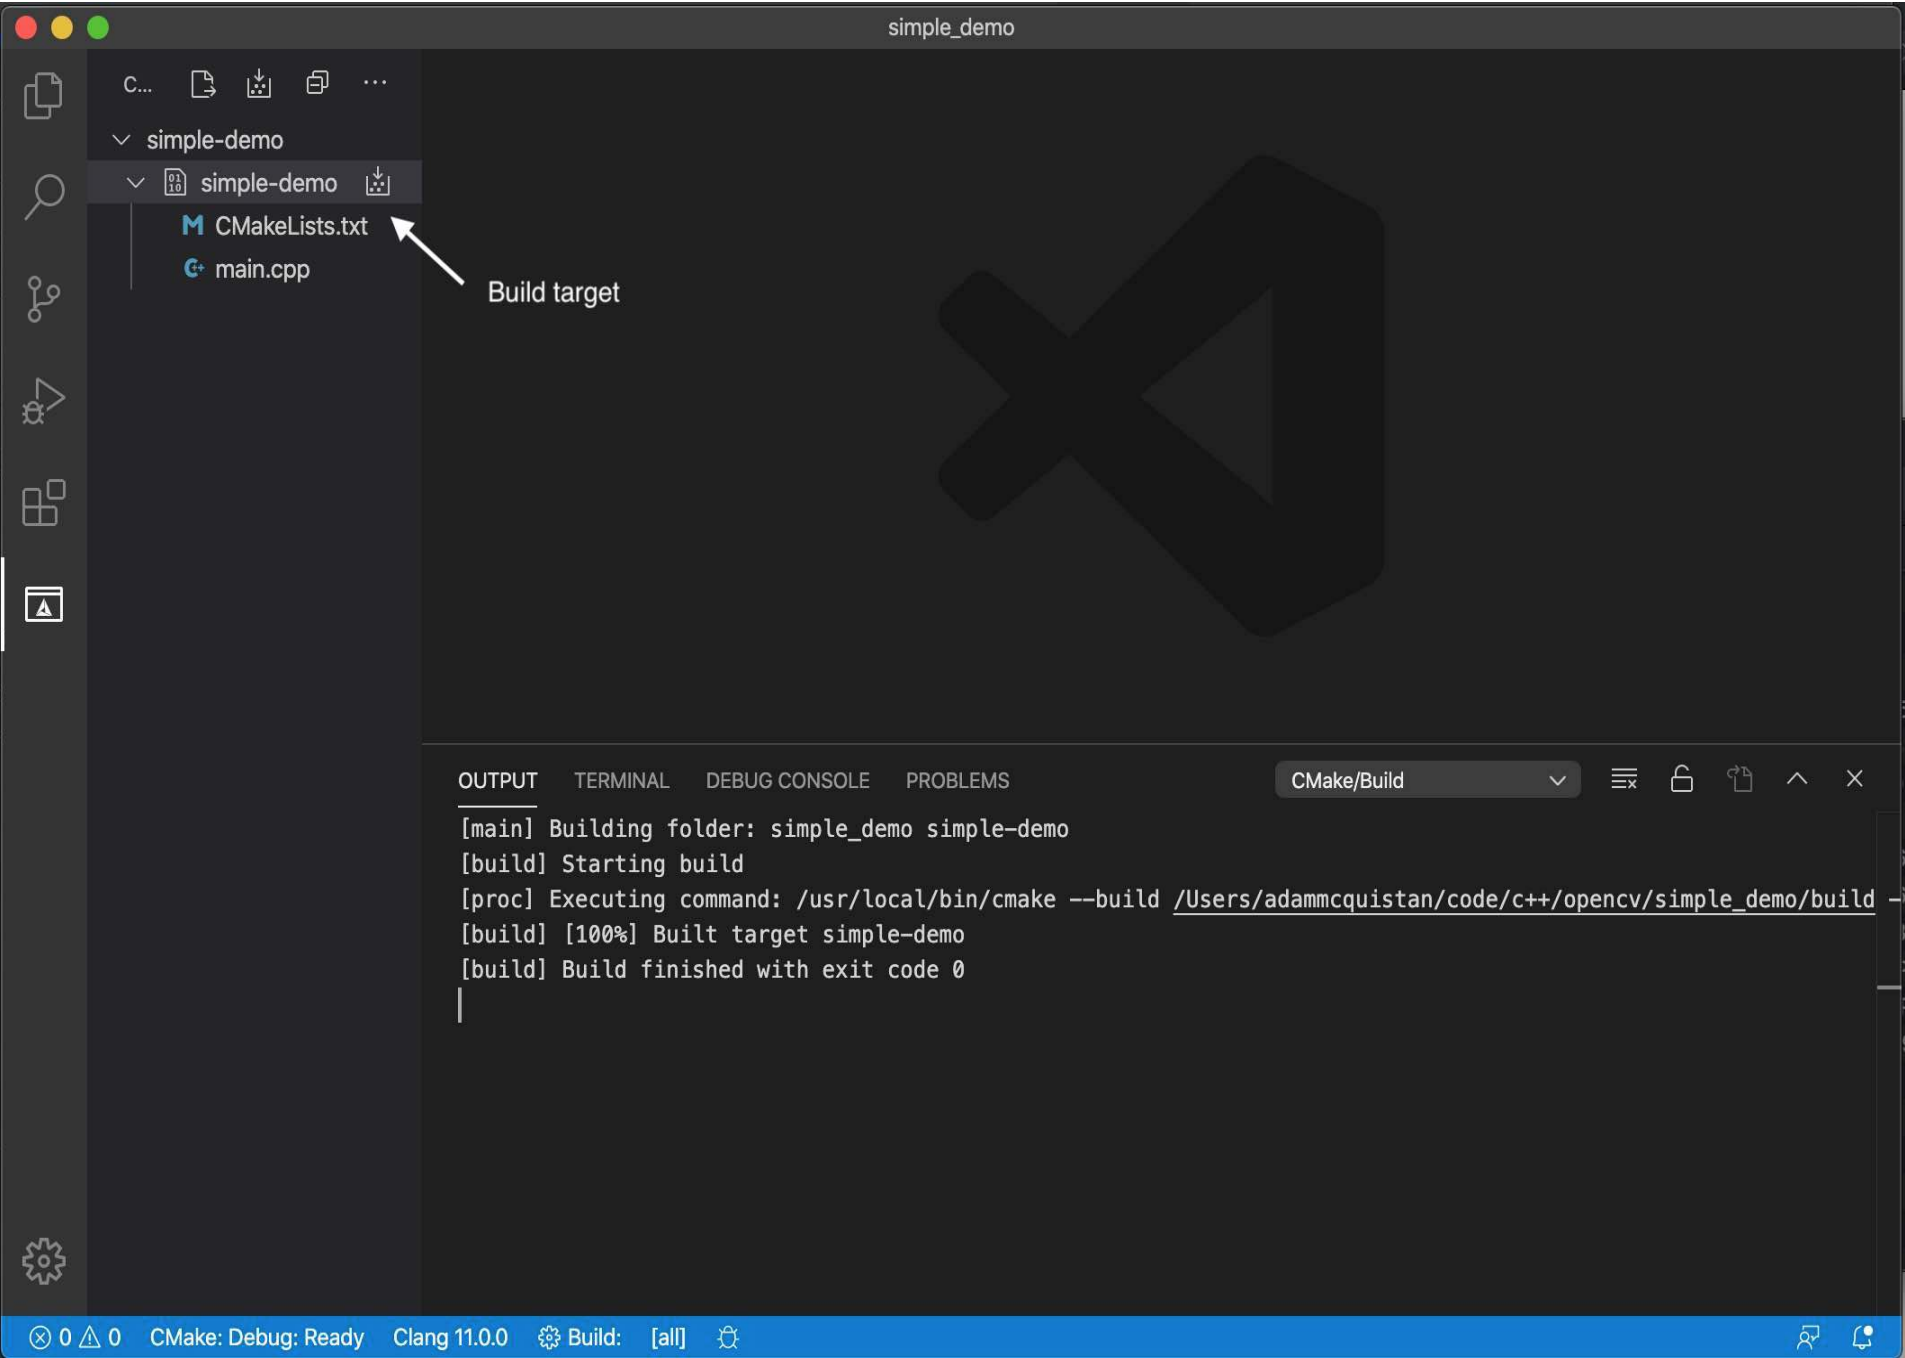 simple_demo
C...
simple-demo
simple-demo
CMakeLists.txt
main.cpp
Build target
OUTPUT TERMINAL DEBUG CONSOLE PROBLEMS CMake/Build
[main] Building folder: simple_demo simple-demo
[build] Starting build
[proc] Executing command: /usr/local/bin/cmake --build /Users/adammcquistan/code/c++/opencv/simple_demo/build -
[build] [100%] Built target simple-demo
[build] Build finished with exit code 0
0 0 CMake: Debug: Ready Clang 11.0.0 Build: [all]